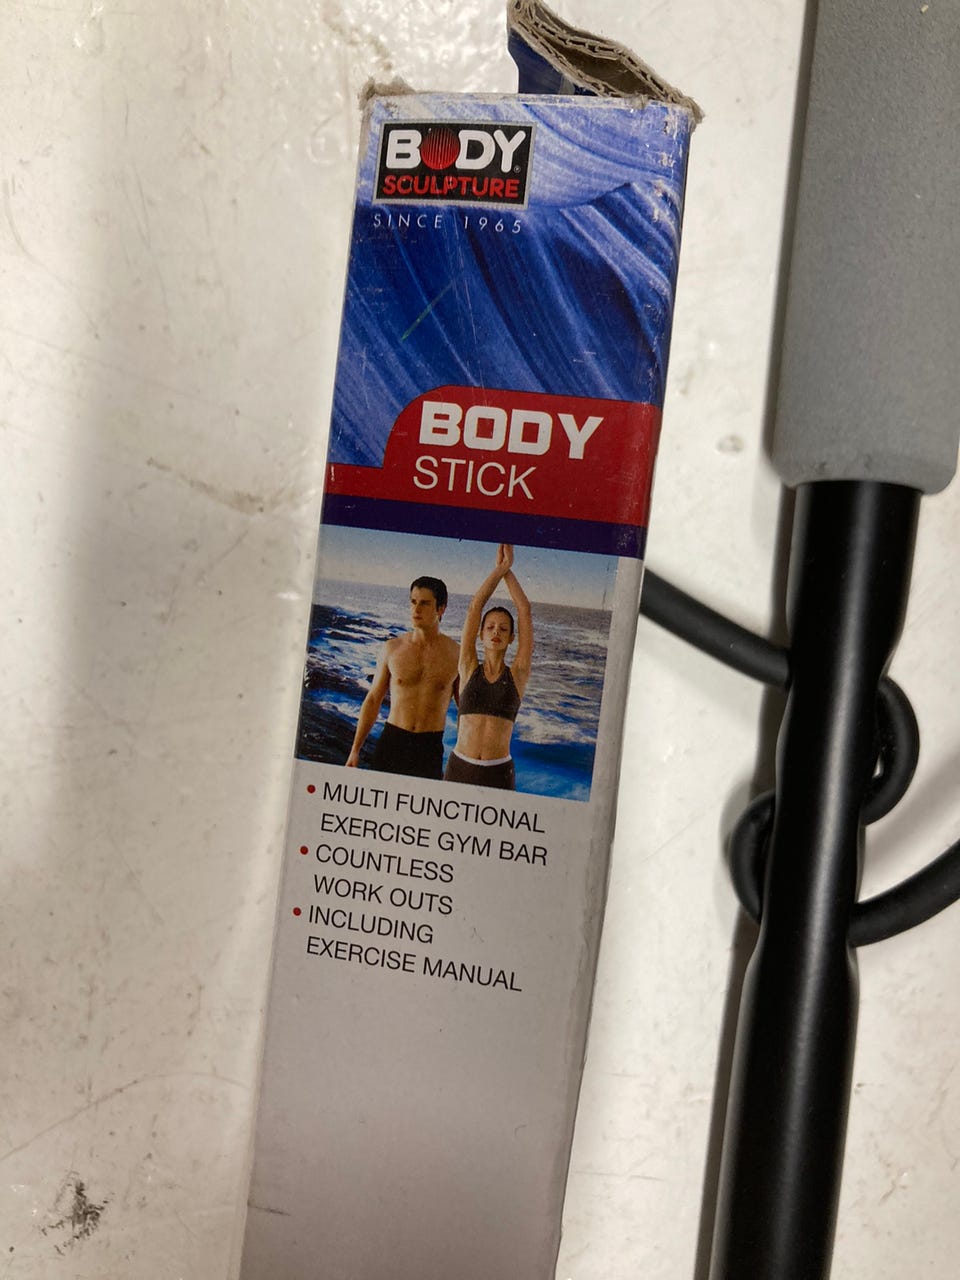 BODY
SCULPTURE
SINCE 1965
BODY
STICK
• MULTI FUNCTIONAL
EXERCISE GYM BAR
• COUNTLESS
WORK OUTS
• INCLUDING
EXERCISE MANUAL